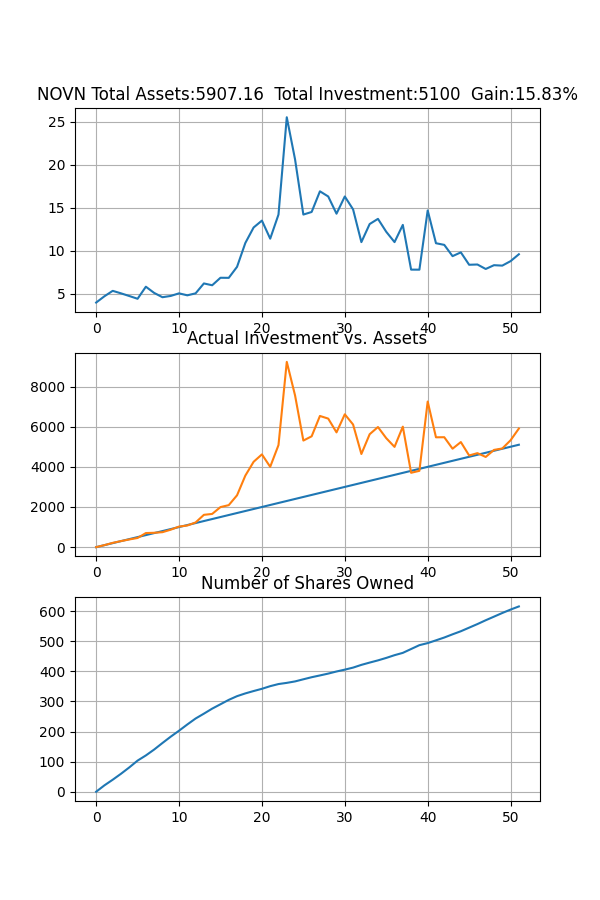 NOVN Total Assets:5907.16  Total Investment:5100  Gain:15.83%
25
20
15
10
5
0 10 20 30 40 50
Actual Investment vs. Assets
8000
6000
4000
2000
0
0 10 20 30 40 50
Number of Shares Owned
600
500
400
300
200
100
0
0 10 20 30 40 50